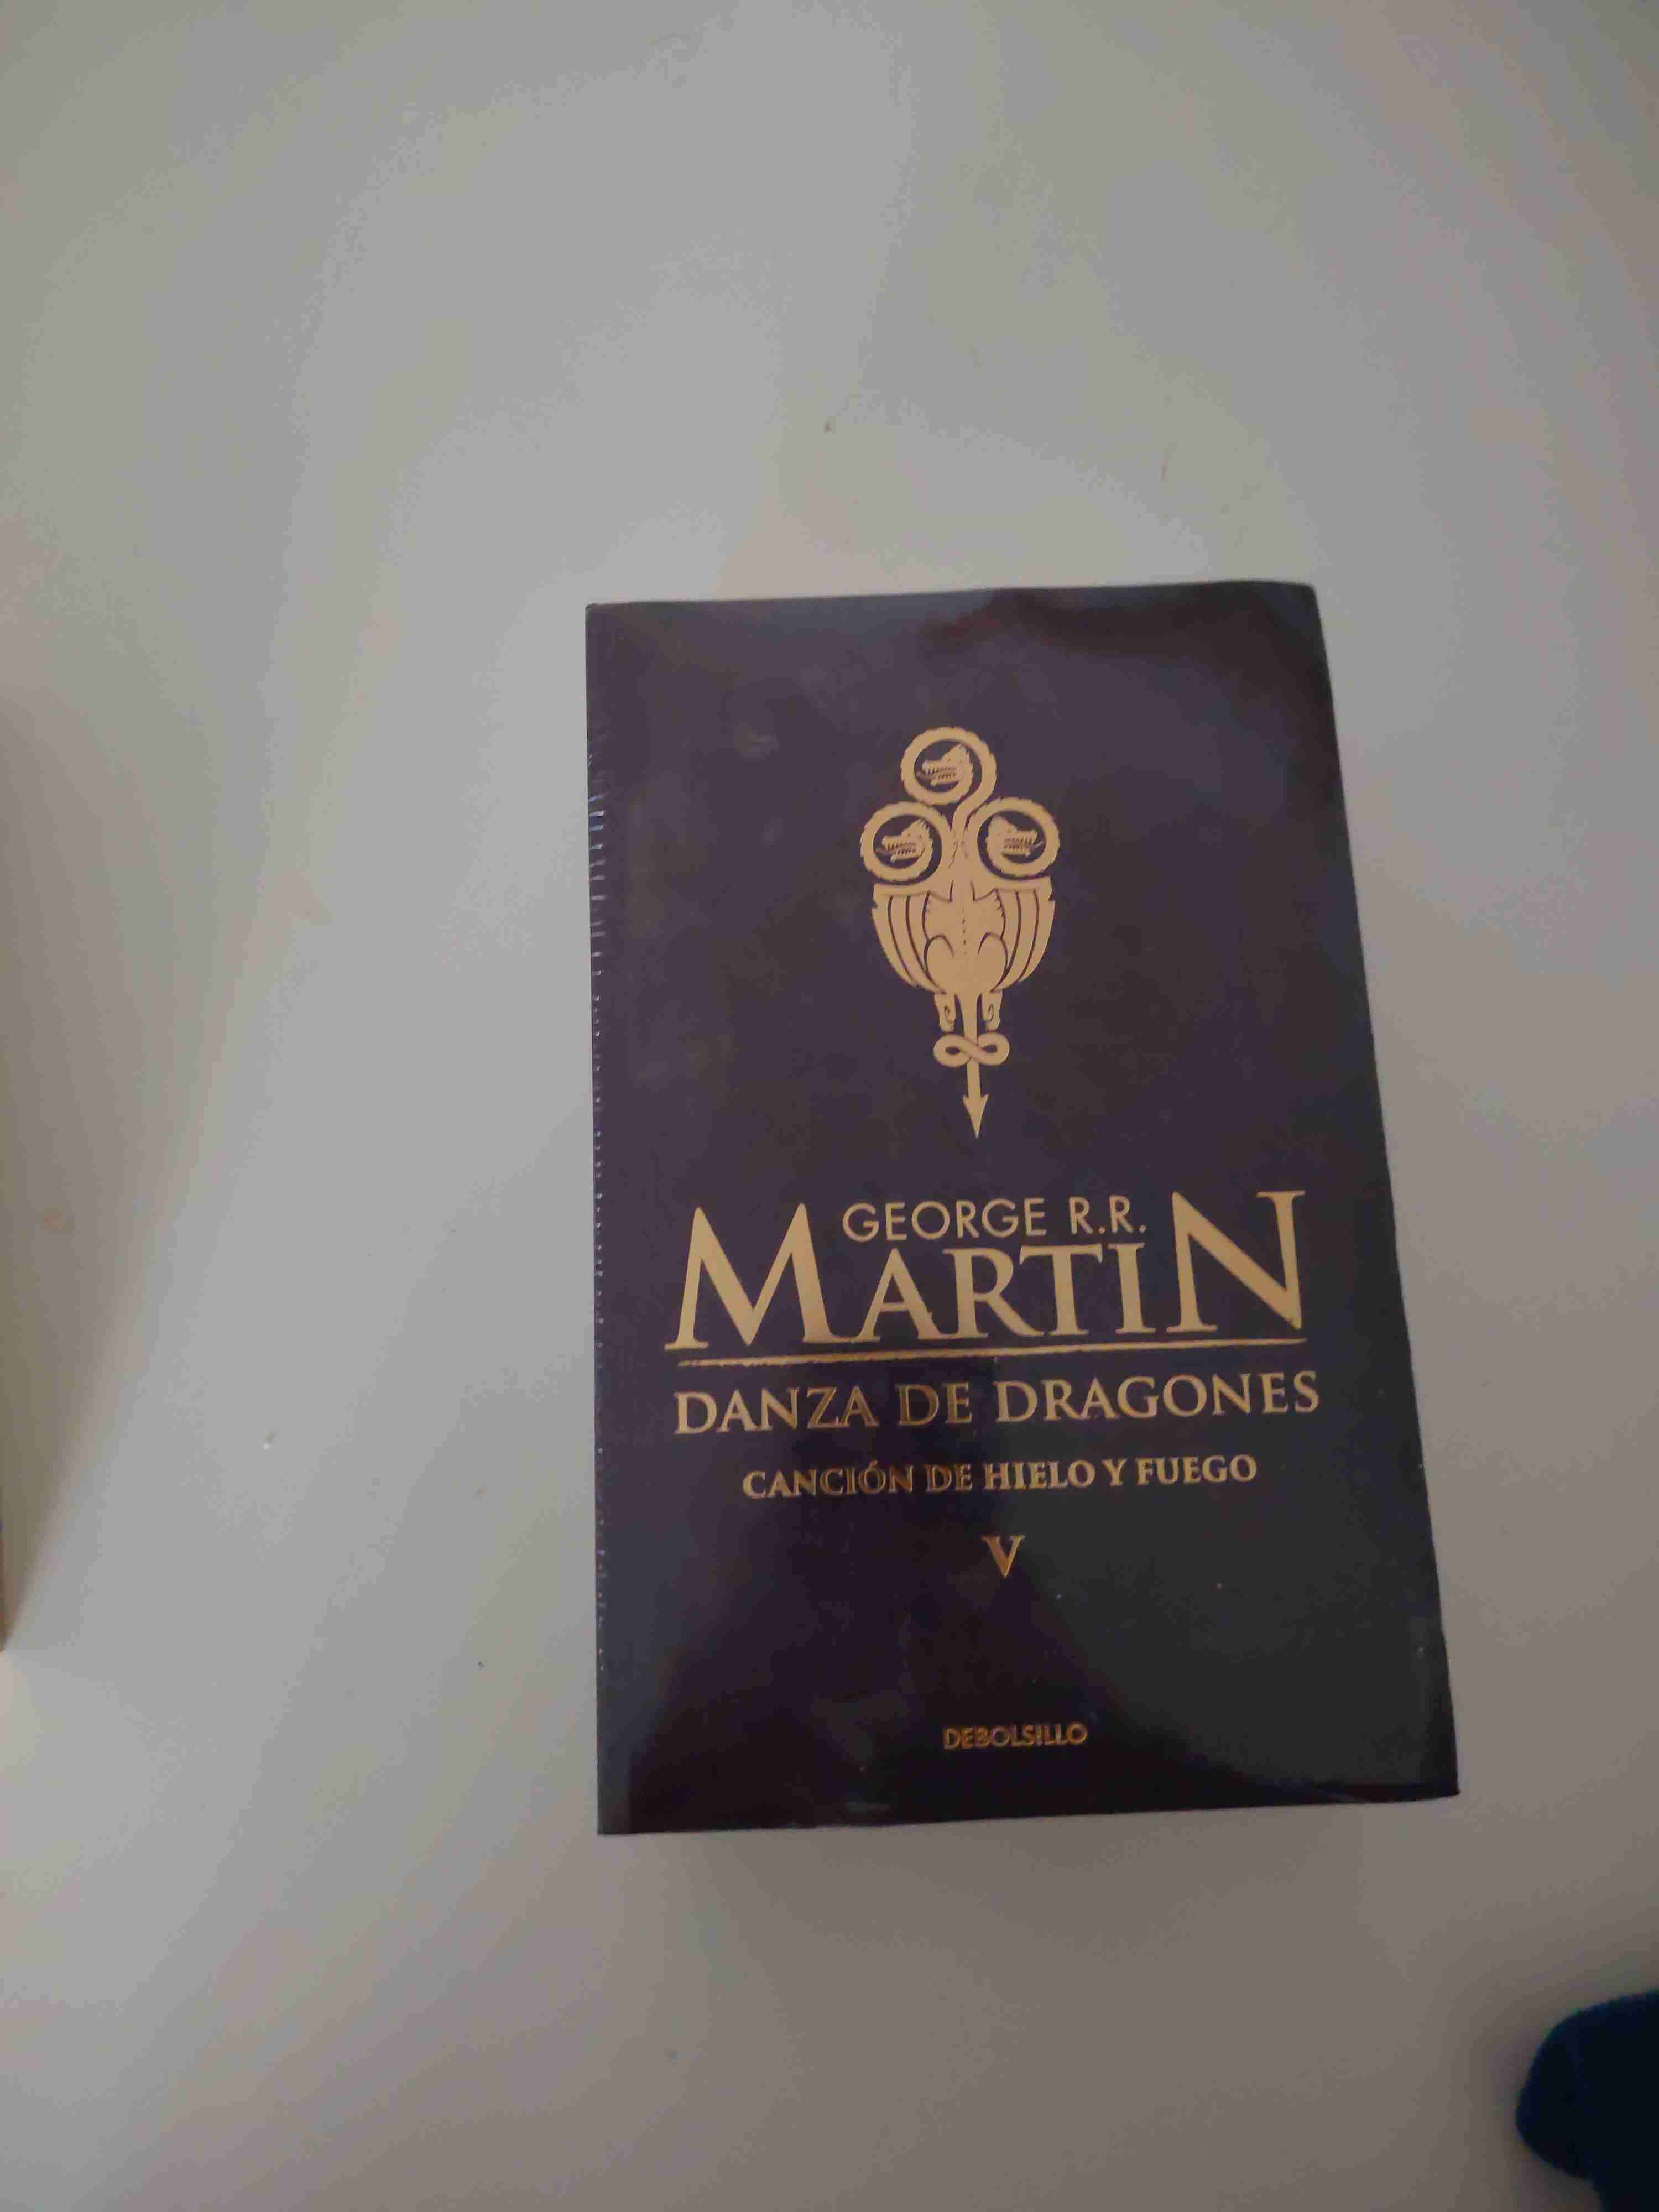 GEORGE R.R.
MARTIN
DANZA DE DRAGONES
CANCIÓN DE HIELO Y FUEGO
V
DEBOLSILLO